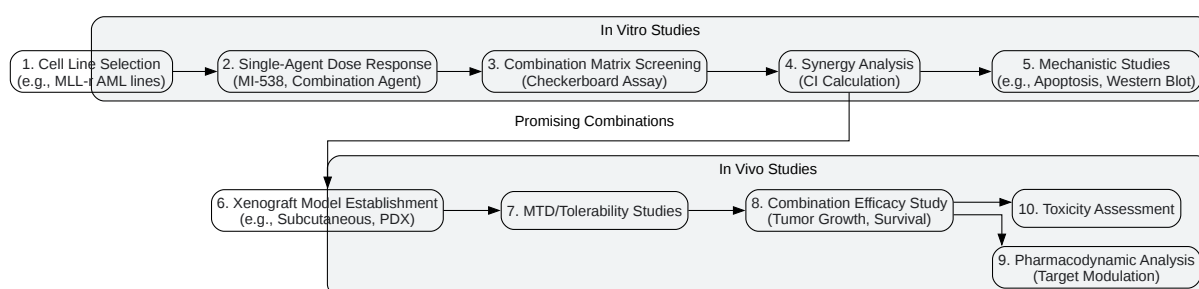 In Vitro Studies
1. Cell Line Selection
(e.g., MLL-r AML lines)
2. Single-Agent Dose Response
(MI-538, Combination Agent)
3. Combination Matrix Screening
(Checkerboard Assay)
4. Synergy Analysis
(CI Calculation)
5. Mechanistic Studies
(e.g., Apoptosis, Western Blot)
Promising Combinations
In Vivo Studies
6. Xenograft Model Establishment
(e.g., Subcutaneous, PDX)
7. MTD/Tolerability Studies
8. Combination Efficacy Study
(Tumor Growth, Survival)
10. Toxicity Assessment
9. Pharmacodynamic Analysis
(Target Modulation)